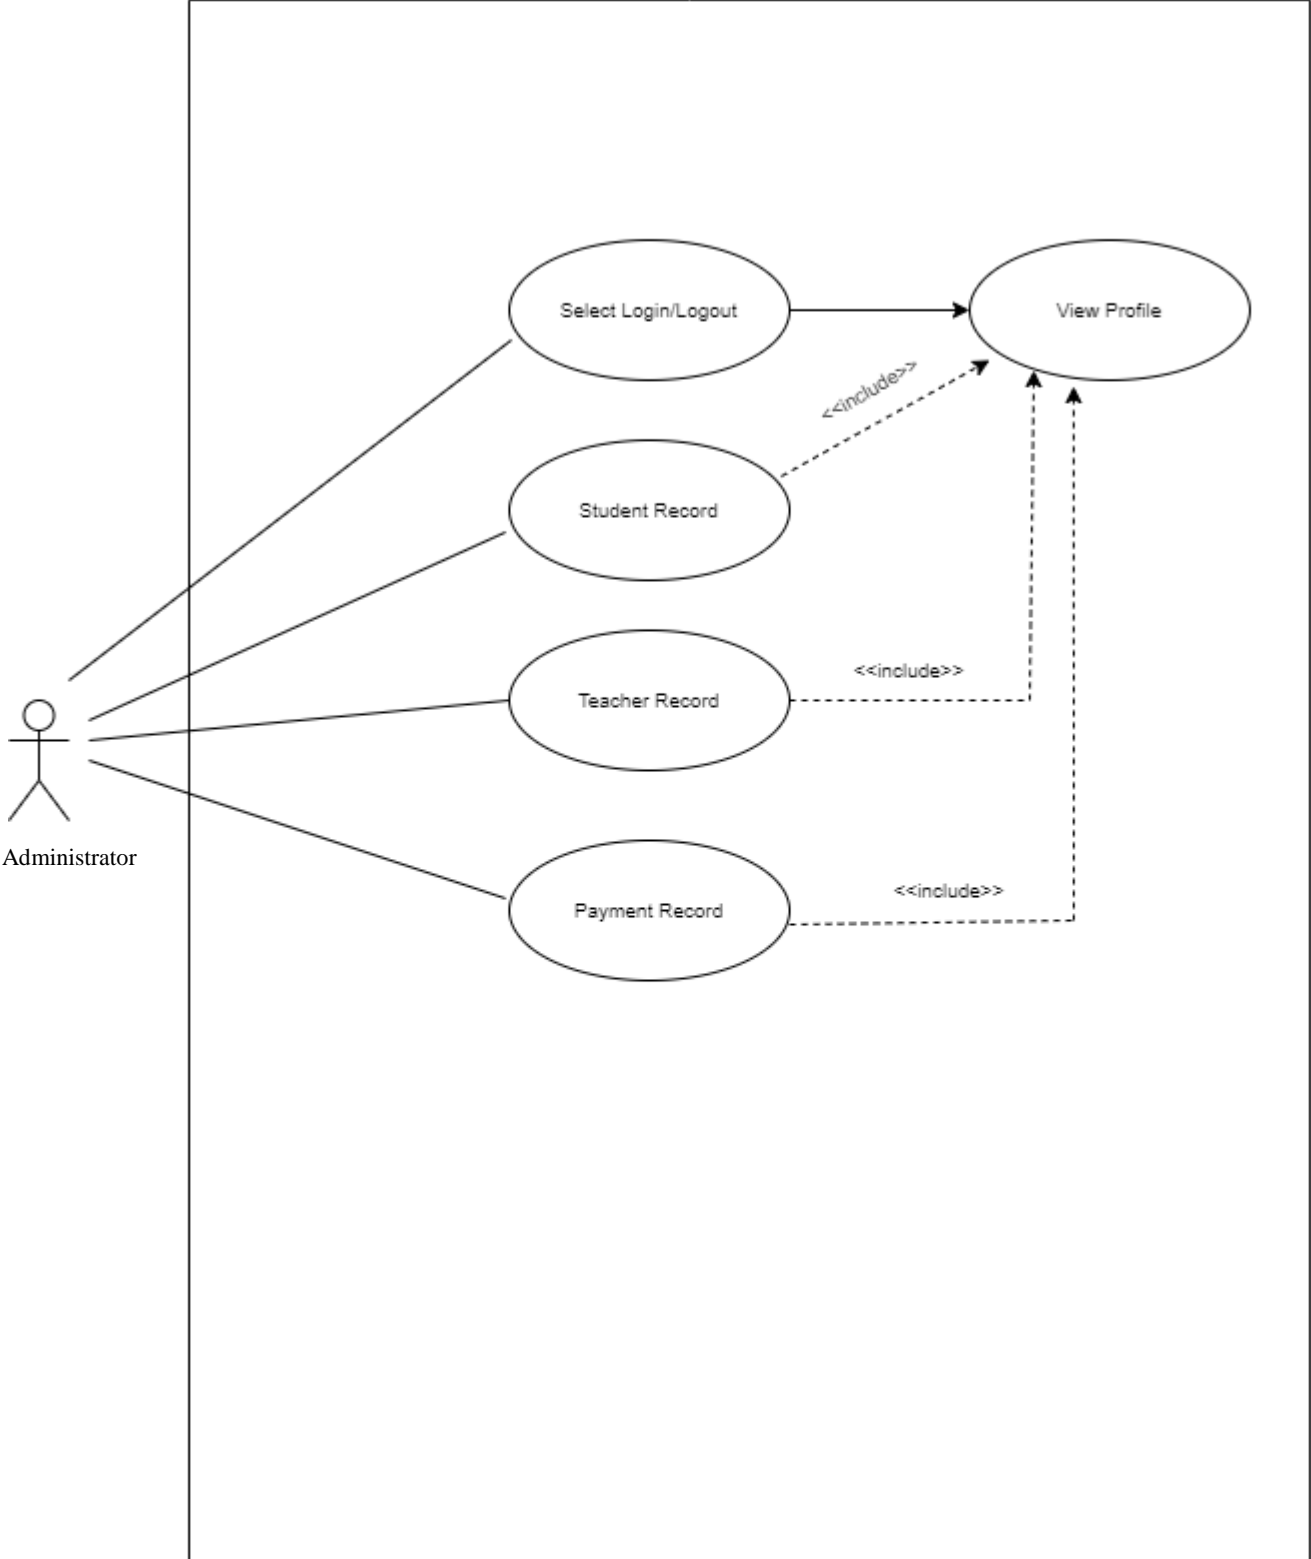 Select Login/Logout
View Profile
<<include>>
Student Record
<<include>>
Teacher Record
Administrator
<<include>>
Payment Record